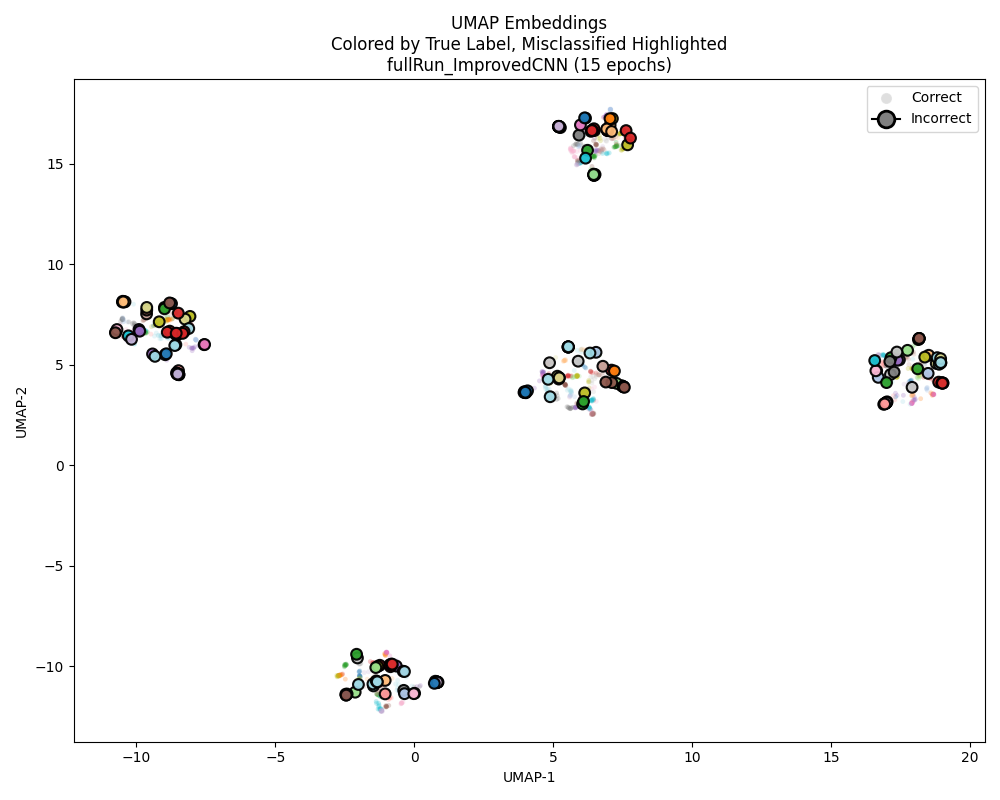 UMAP Embeddings
Colored by True Label, Misclassified Highlighted
fullRun_ImprovedCNN (15 epochs)
Correct
Incorrect
UMAP-2
15
10
5
0
−5
−10
−10
−5
0
5
10
15
20
UMAP-1